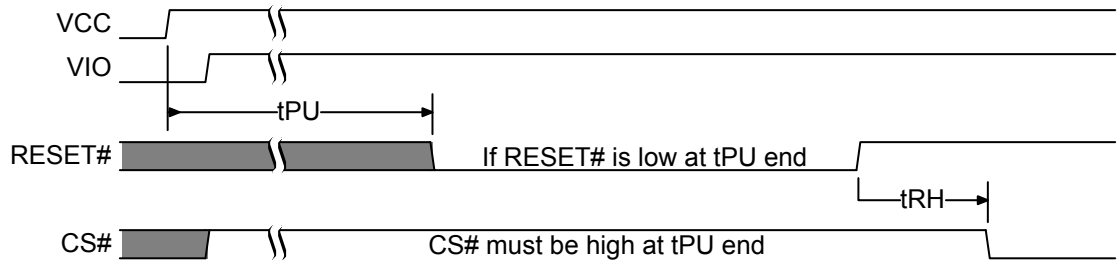 VCC
VIO
tPU
RESET# If RESET# is low at tPU end
tRH
CS# CS# must be high at tPU end